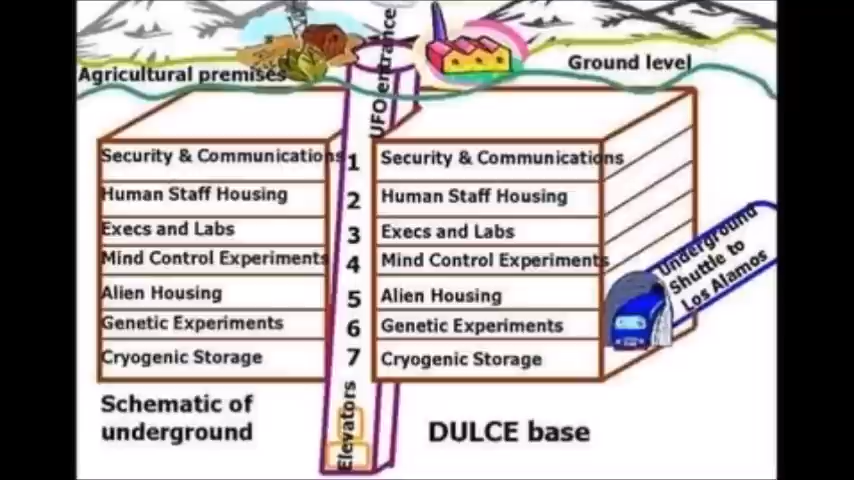 Agricultural premises
UFO entrance
Ground level
Security & Communications
1
Security & Communications
Human Staff Housing
2
Human Staff Housing
Execs and Labs
3
Execs and Labs
Mind Control Experiments
4
Mind Control Experiments
Alien Housing
5
Alien Housing
Genetic Experiments
6
Genetic Experiments
Cryogenic Storage
7
Cryogenic Storage
Underground
Shuttle to
Los Alamos
Elevators
Schematic of
underground
DULCE base